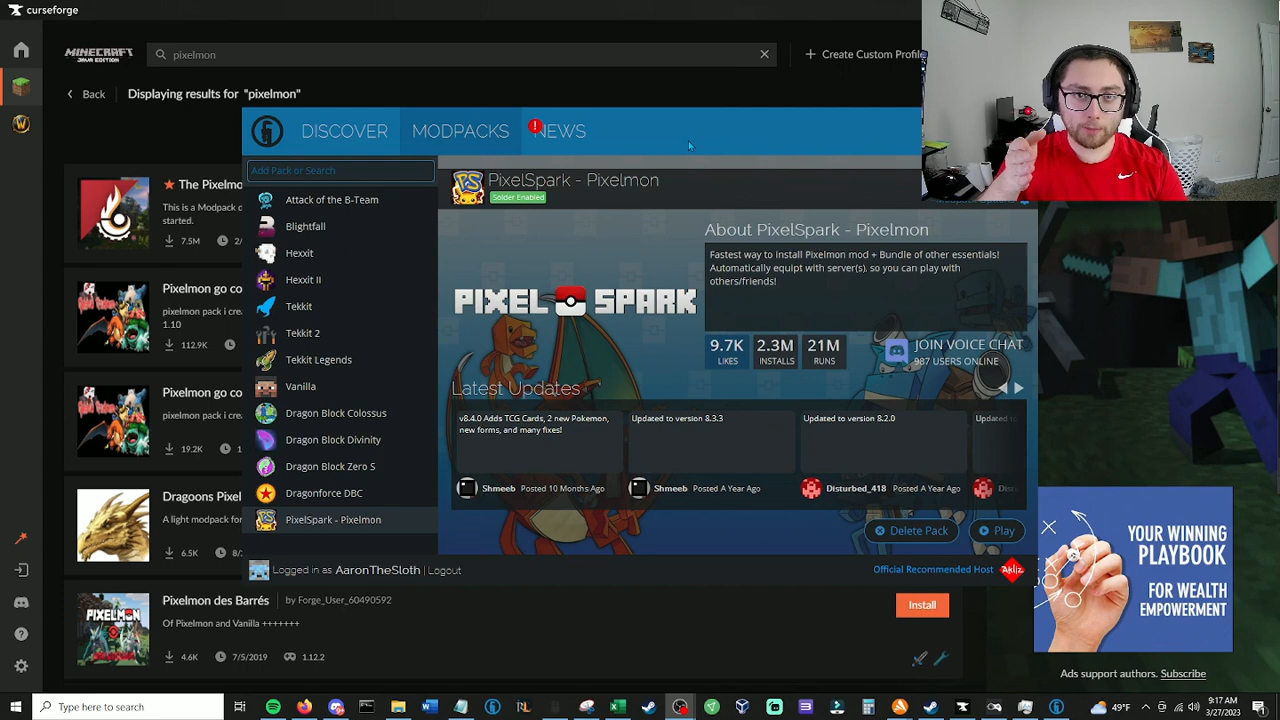 curseforge
MINECRAFT
JAVA EDITION
pixelmon
Create Custom Profile
Back
Displaying results for "pixelmon"
DISCOVER
MODPACKS
NEWS
Add Pack or Search
Attack of the B-Team
Blightfall
Hexxit
Hexxit II
Tekkit
Tekkit 2
Tekkit Legends
Vanilla
Dragon Block Colossus
Dragon Block Divinity
Dragon Block Zero S
Dragonforce DBC
PixelSpark - Pixelmon
PixelSpark - Pixelmon
Solder Enabled
About PixelSpark - Pixelmon
Fastest way to install Pixelmon mod + Bundle of other essentials!
Automatically equipt with server(s), so you can play with
others/friends!
PIXEL SPARK
9.7K
LIKES
2.3M
INSTALLS
21M
RUNS
JOIN VOICE CHAT
987 USERS ONLINE
Latest Updates
v8.4.0 Adds TCG Cards, 2 new Pokemon,
new forms, and many fixes!
Shmeeb Posted 10 Months Ago
Updated to version 8.3.3
Shmeeb Posted A Year Ago
Updated to version 8.2.0
Disturbed_418 Posted A Year Ago
Delete Pack
Play
Logged in as AaronTheSloth | Logout
Official Recommended Host
Akliz
The Pixelmo
This is a Modpack
started.
7.5M
2/
Pixelmon go co
pixelmon pack i crea
1.10
112.9K
Pixelmon go co
pixelmon pack i crea
19.2K
1
Dragoons Pixel
A light modpack for
6.5K
8/
PIXELMON
Pixelmon des Barrés
by Forge_User_60490592
Of Pixelmon and Vanilla +++++++
4.6K
7/5/2019
1.12.2
Install
YOUR WINNING
PLAYBOOK
FOR WEALTH
EMPOWERMENT
Ads support authors. Subscribe
Type here to search
49°F
9:17 AM
3/27/2023